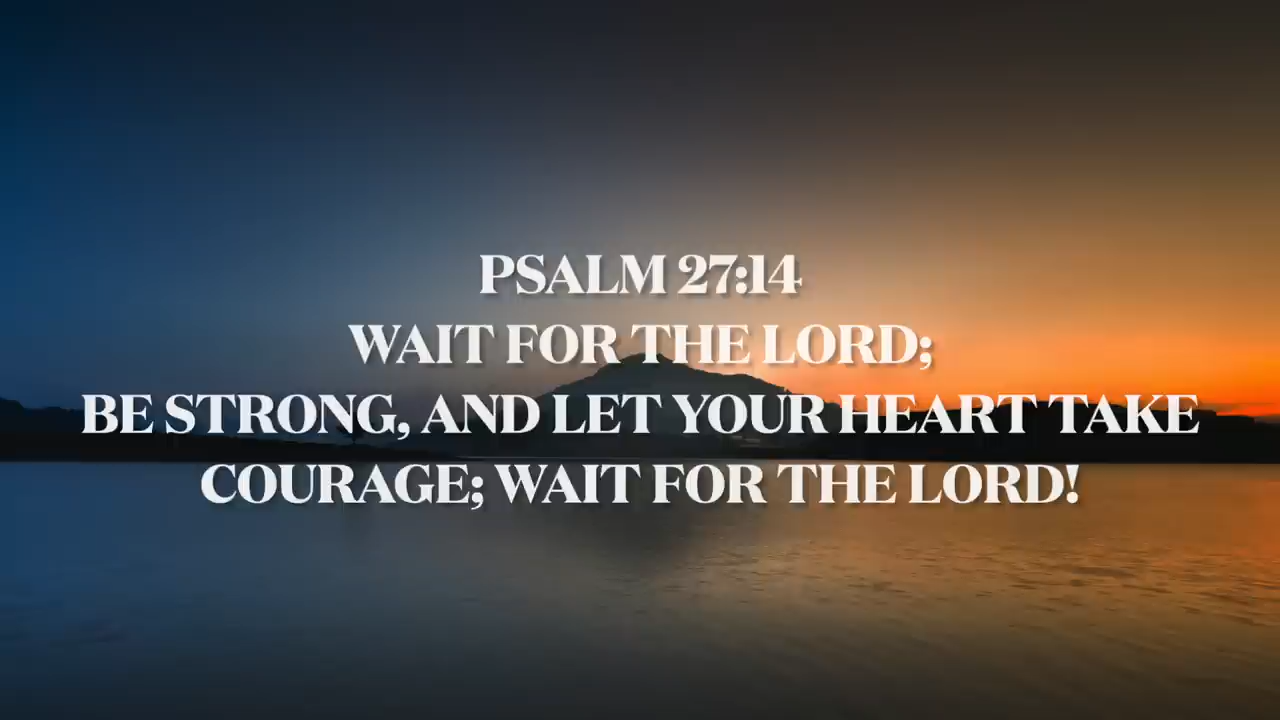 PSALM 27:14
WAIT FOR THE LORD;
BE STRONG, AND LET YOUR HEART TAKE
COURAGE; WAIT FOR THE LORD!